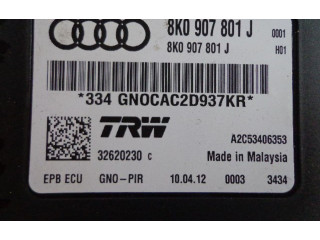 8K0 907 801 J 0001
8K0 907 801 J H01
*334 GNOCAC2D937KR*
TRW
A2C53406353
32620230 C Made in Malaysia
EPB ECU GNO-PIR 10.04.12 0003 3434